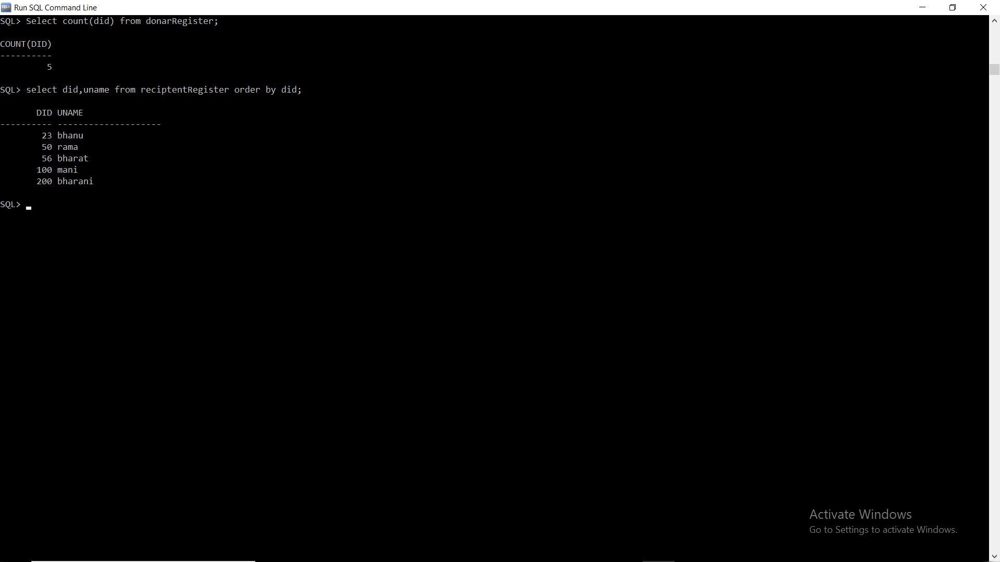 Run SQL Command Line
SQL> Select count(did) from donarRegister;
COUNT(DID)
----------
5
SQL> select did,uname from reciptentRegister order by did;
DID UNAME
---------- --------------------
23 bhanu
50 rama
56 bharat
100 mani
200 bharani
SQL>
Activate Windows
Go to Settings to activate Windows.